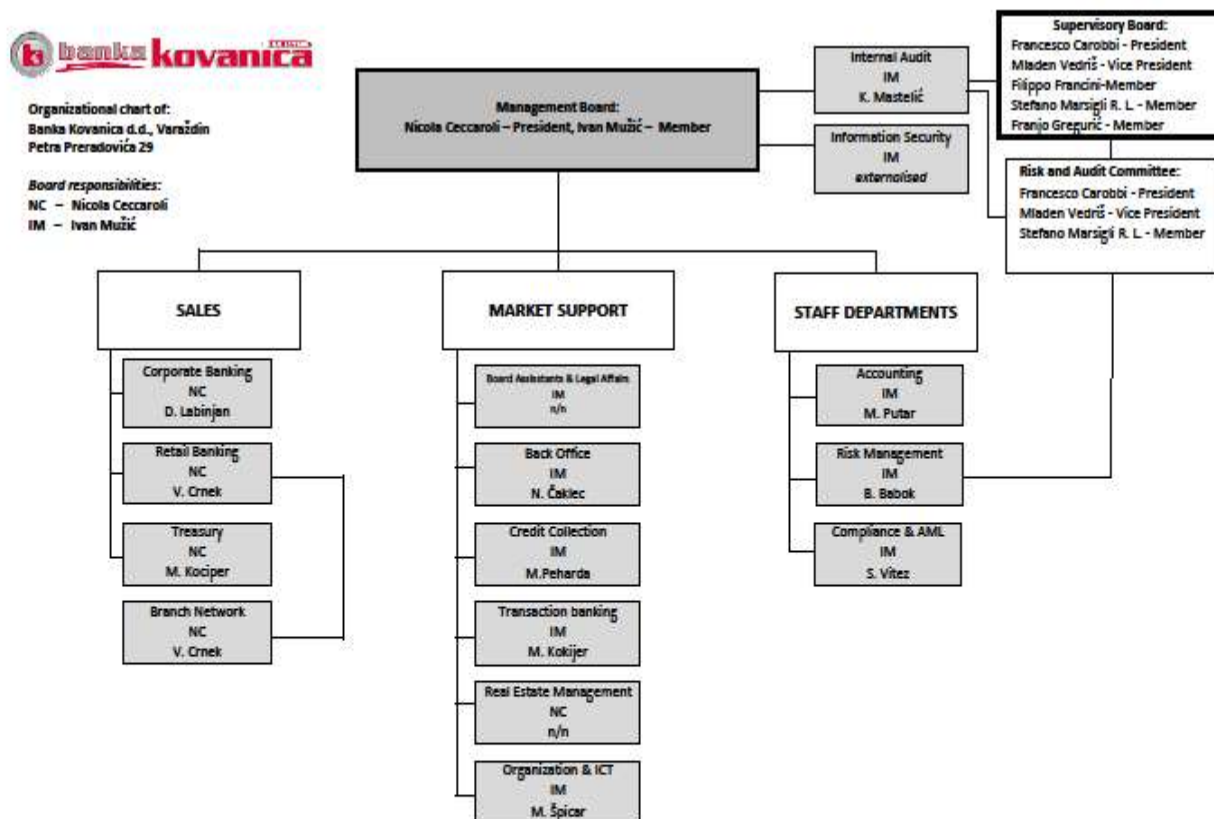 banka kovanica
Organizational chart of:
Banka Kovanica d.d., Varaždin
Petra Preradovića 29
Board responsibilities:
NC – Nicola Ceccaroli
IM – Ivan Mužić
Management Board:
Nicola Ceccaroli – President, Ivan Mužić – Member
Internal Audit
IM
K. Mastelić
Information Security
IM
externalised
Supervisory Board:
Francesco Carobbi - President
Mladen Vedriš - Vice President
Filippo Francini-Member
Stefano Marsigli R. L. - Member
Franjo Gregurić - Member
Risk and Audit Committee:
Francesco Carobbi - President
Mladen Vedriš - Vice President
Stefano Marsigli R. L. - Member
SALES
Corporate Banking
NC
D. Labinjan
Retail Banking
NC
V. Crnek
Treasury
NC
M. Kociper
Branch Network
NC
V. Crnek
MARKET SUPPORT
Board Assistants & Legal Affairs
IM
n/n
Back Office
IM
N. Čaklec
Credit Collection
IM
M.Peharda
Transaction banking
IM
M. Kokijer
Real Estate Management
NC
n/n
Organization & ICT
IM
M. Špicar
STAFF DEPARTMENTS
Accounting
IM
M. Putar
Risk Management
IM
B. Babok
Compliance & AML
IM
S. Vitez